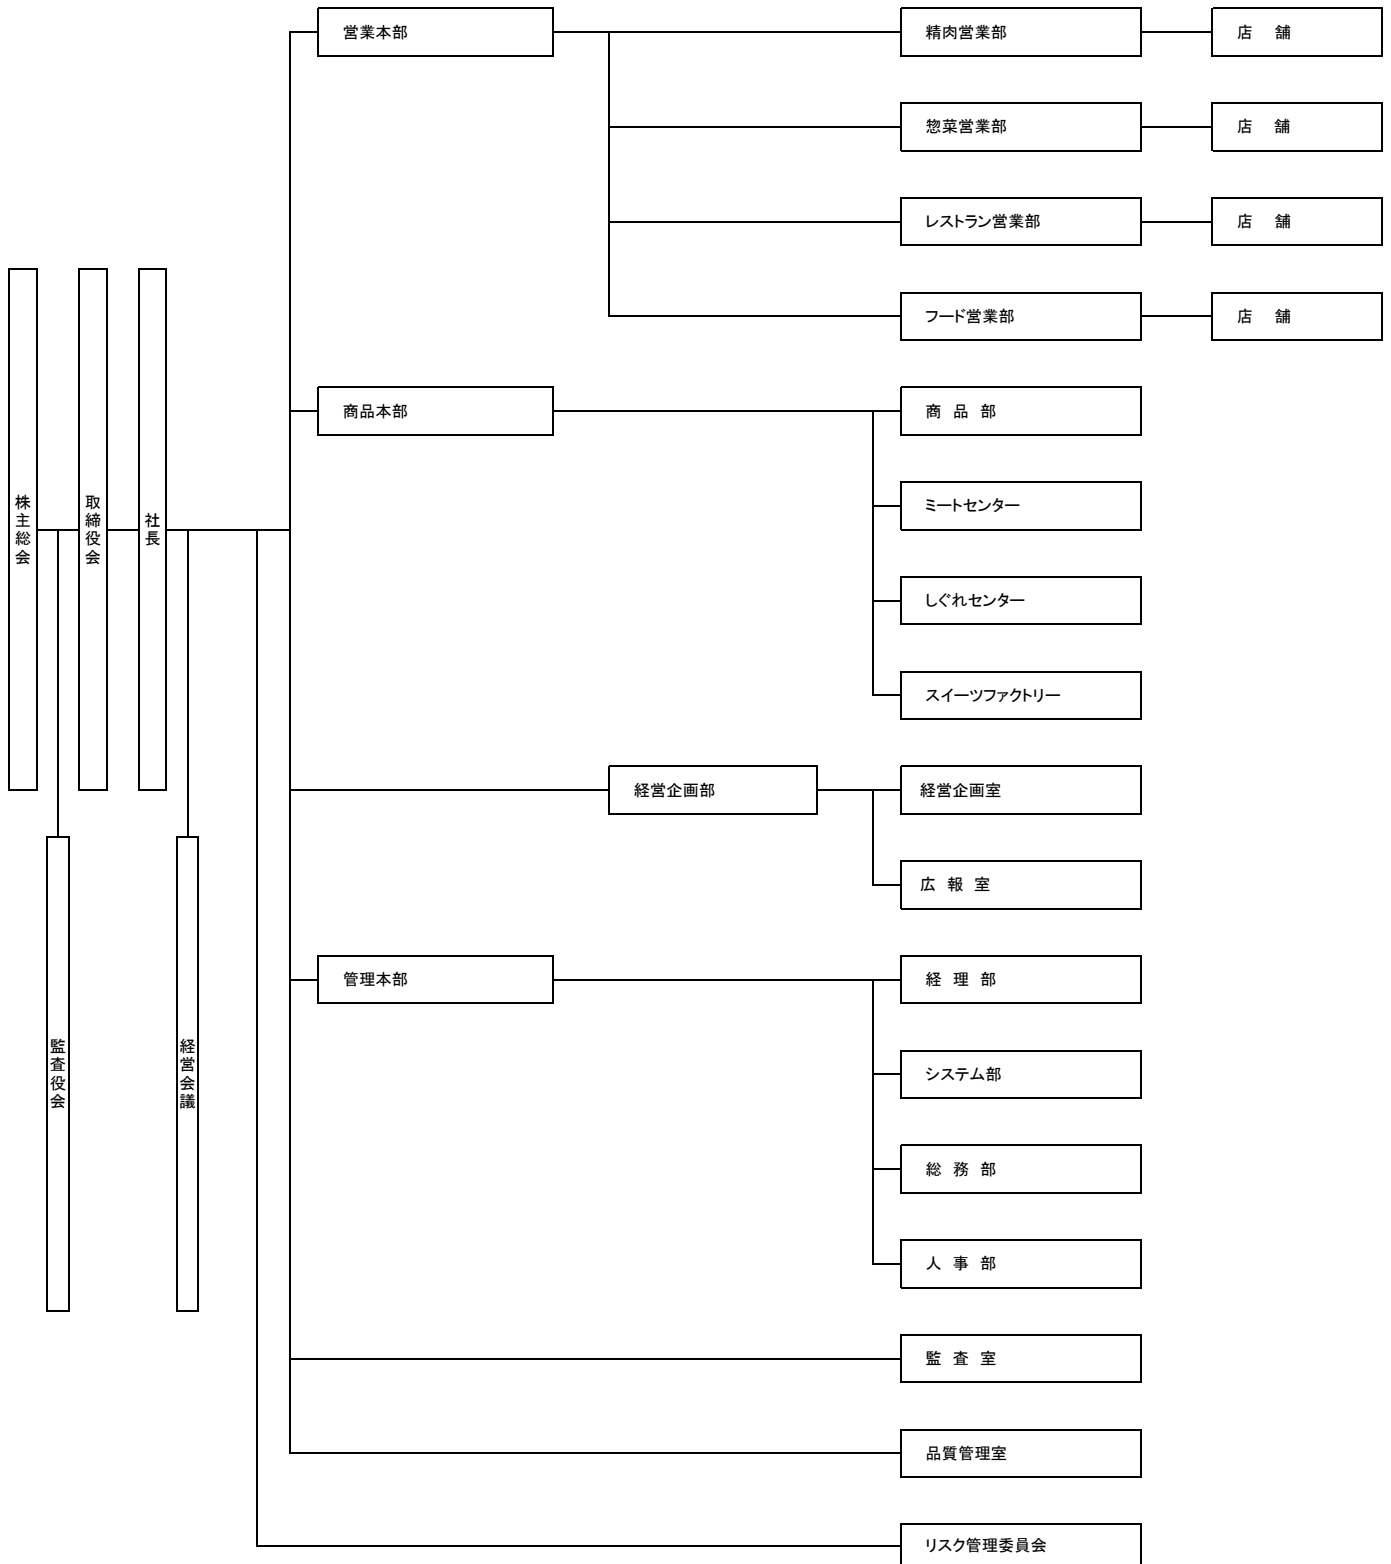 営業本部
精肉営業部
店　舗
惣菜営業部
店　舗
レストラン営業部
店　舗
フード営業部
店　舗
株主総会
取締役会
社長
商品本部
商　品　部
ミートセンター
しぐれセンター
スイーツファクトリー
経営企画部
経営企画室
広　報　室
監査役会
経営会議
管理本部
経　理　部
システム部
総　務　部
人　事　部
監　査　室
品質管理室
リスク管理委員会